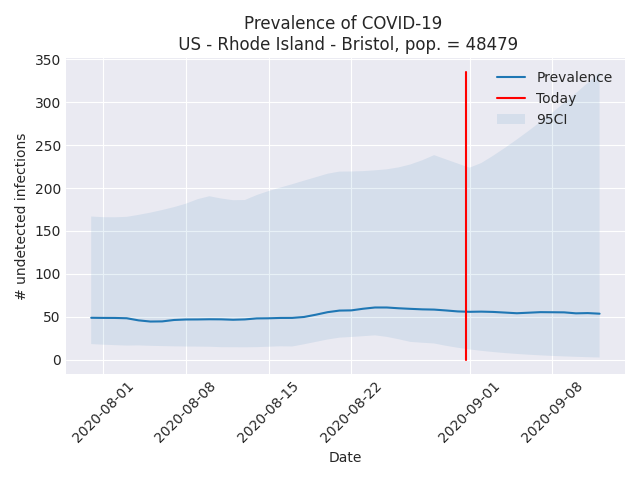 Prevalence of COVID-19
US - Rhode Island - Bristol, pop. = 48479
350
300
250
200
150
100
50
0
# undetected infections
Prevalence
Today
95CI
2020-08-01
2020-08-08
2020-08-15
2020-08-22
2020-09-01
2020-09-08
Date